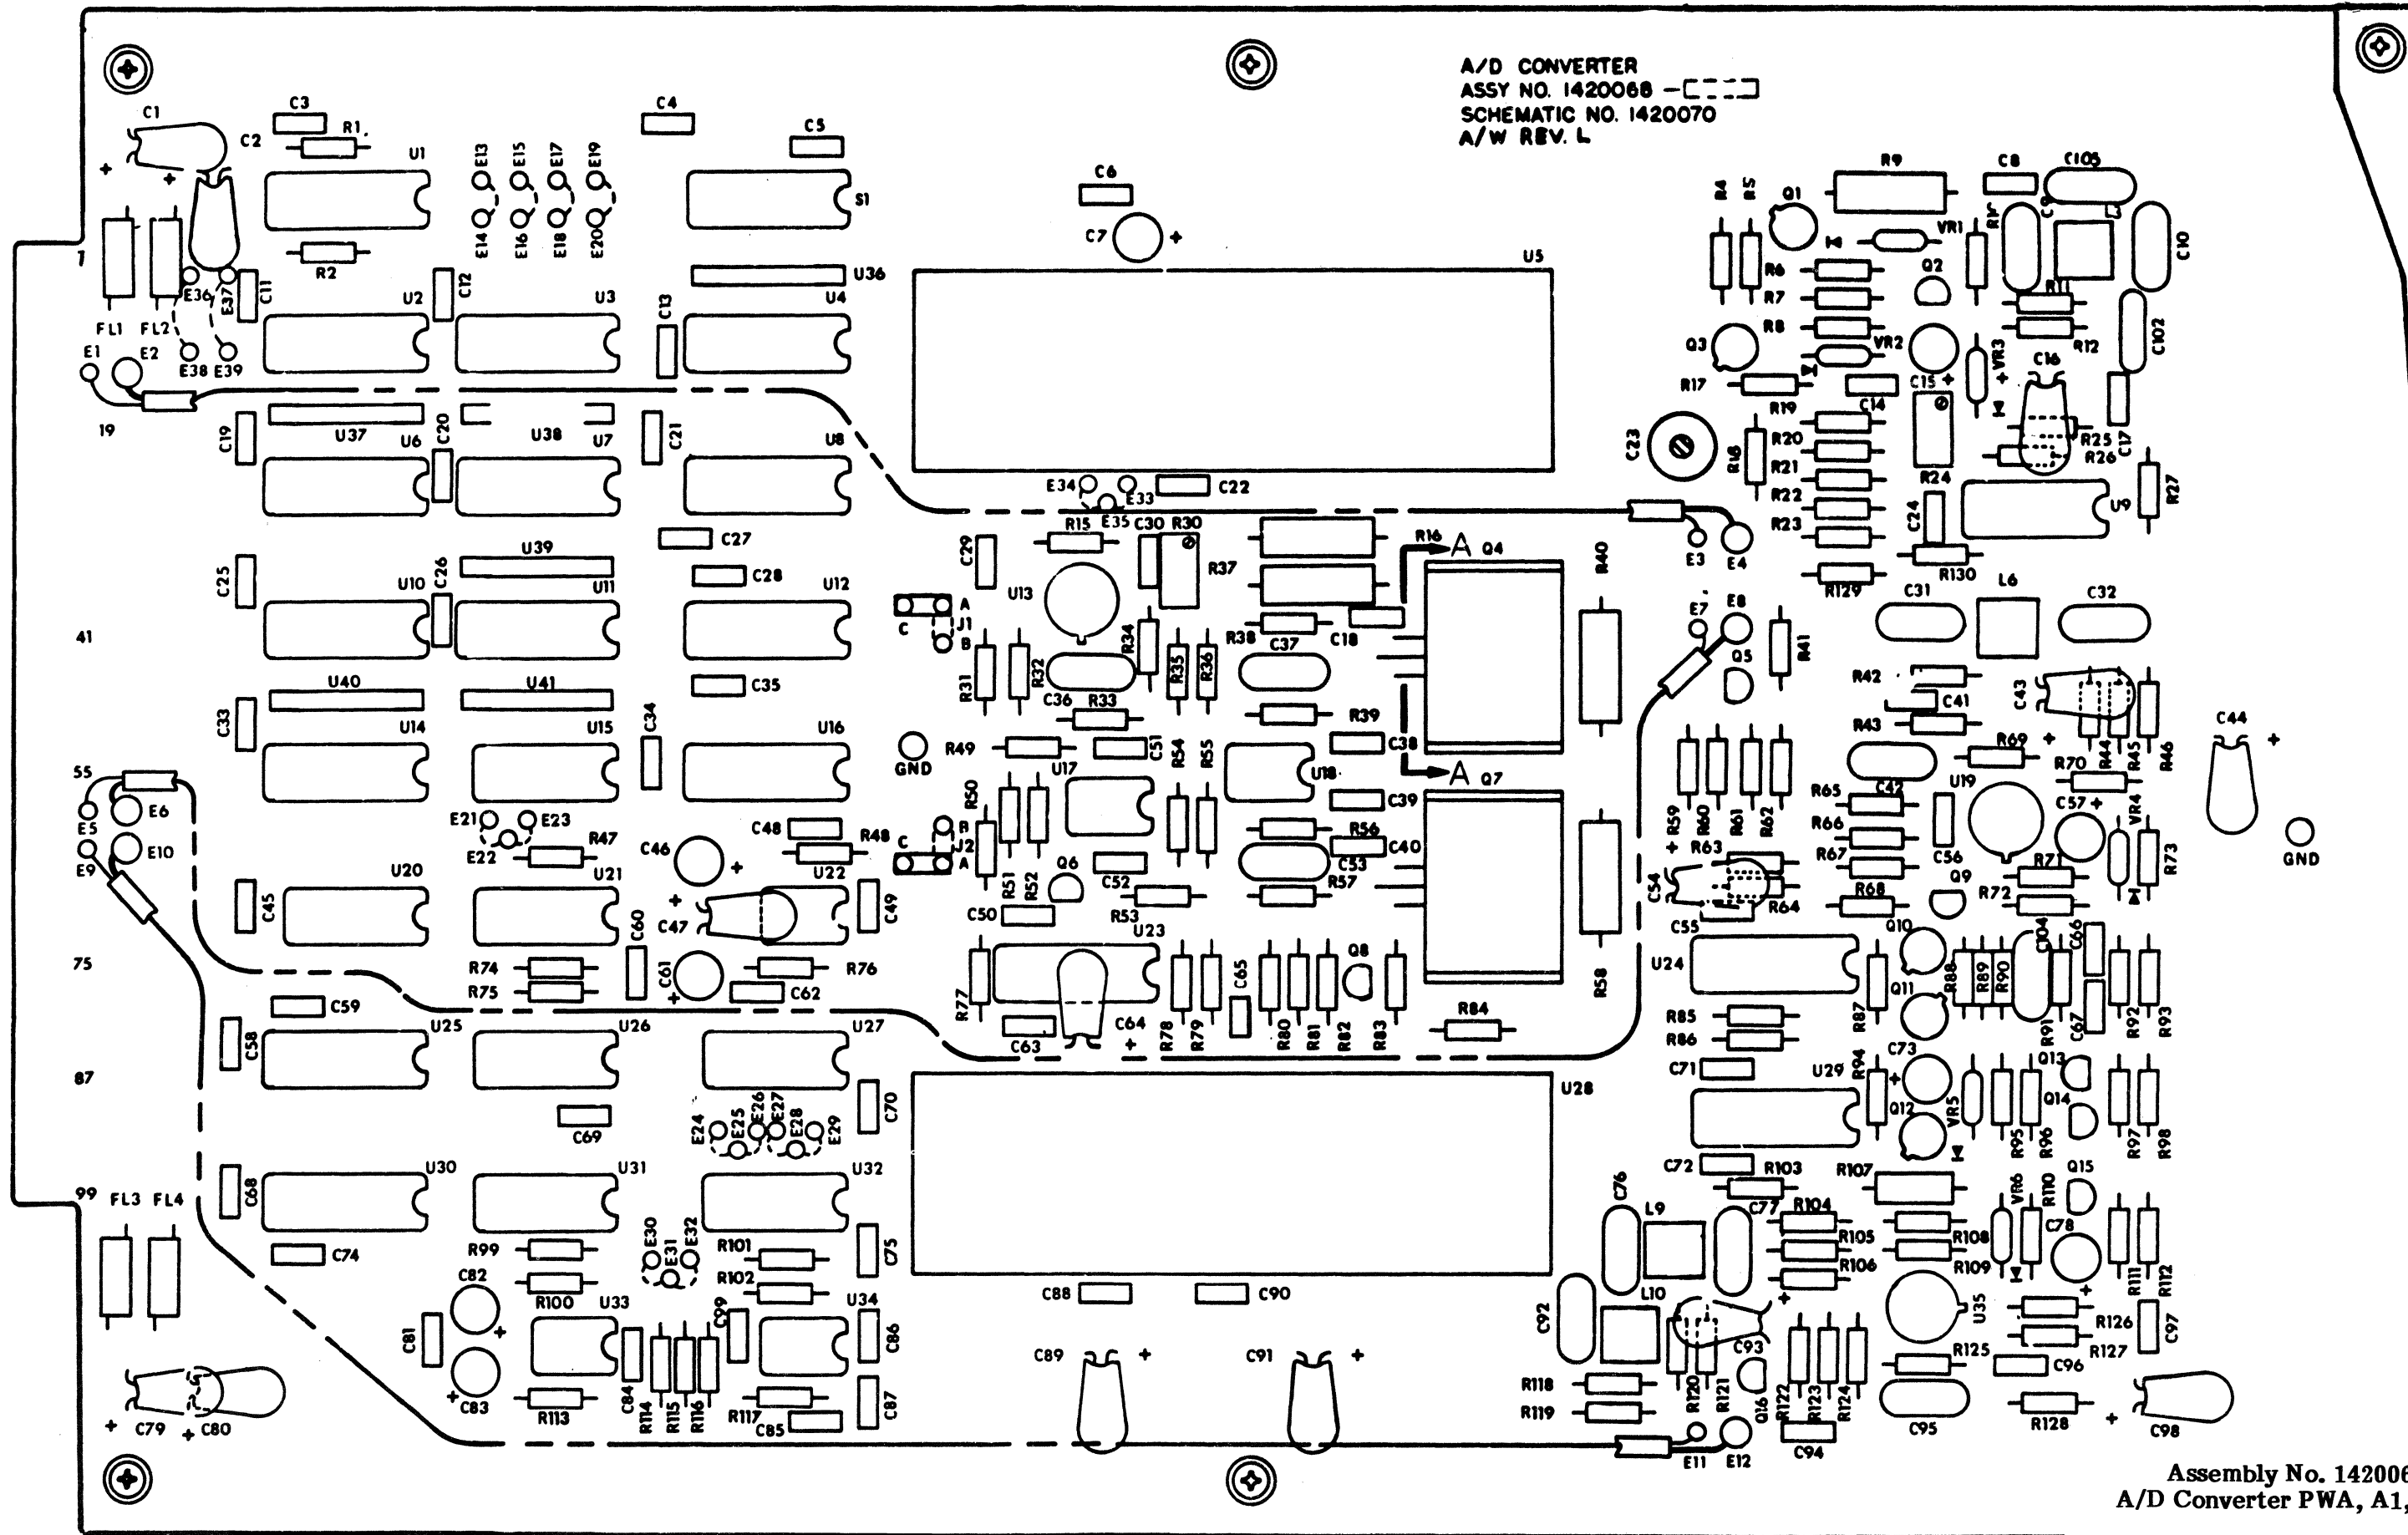 A/D CONVERTER
ASSY NO. 1420068 -
SCHEMATIC NO. 1420070
A/W REV. L
C1
C2
C3
R1
U1
E13
E15
E17
E19
E14
E16
E18
E20
C4
C5
S1
C6
C7
U5
R4
R5
Q1
R9
C8
C105
C10
VR1
R2
C11
C12
U36
U2
U3
C13
U4
R6
R7
R8
Q2
R11
R12
C102
7
FL1
FL2
E36
E37
E1
E2
E38
E39
Q3
VR2
R17
C15
VR3
C16
C14
R19
19
C19
U37
U6
C20
U38
U7
C21
U8
C23
R18
R20
R21
R22
R23
R24
R25
R26
C17
R27
U9
C24
E34
E33
E35
C22
E3
E4
R130
R129
C25
U10
C26
U39
U11
C27
C28
U12
C29
R15
C30
R30
R37
U13
R16
A
Q4
R40
C31
L6
C32
41
A
J1
C
B
R31
R32
C36
R33
R34
R35
R36
R38
C37
C18
E7
E8
Q5
R41
R42
C41
R43
C43
R44
R45
R46
C44
C33
U40
U14
U41
U15
C34
C35
U16
GND
R49
C51
R54
R55
U17
R39
C38
U18
A
Q7
C39
R56
C40
C53
R57
R58
55
E5
E6
E10
E9
E21
E23
E22
R47
C46
C48
R48
C
B
J2
A
R50
R51
R52
Q6
C52
R53
C50
R59
R60
R61
R62
R63
C54
R64
C55
C42
R65
R66
R67
R68
U19
C56
R69
R70
C57
VR4
R71
R72
R73
Q9
GND
C45
U20
U21
C60
C47
U22
C49
75
R74
R75
C61
C62
R76
R77
U23
C63
C64
R78
R79
C65
R80
R81
R82
Q8
R83
R84
U24
R85
R86
C71
R87
Q10
Q11
R88
R89
R90
C104
R91
C66
C67
R92
R93
C59
C58
U25
U26
U27
87
C69
E24
E25
E26
E27
E28
E29
C70
U28
U29
R94
C73
Q12
VR5
R95
R96
Q13
Q14
R97
R98
99
FL3
FL4
C68
U30
U31
U32
C72
R103
R107
C76
L9
C77
R104
R105
R106
R108
R109
VR6
R110
Q15
C78
R111
R112
C74
R99
R100
E30
E31
E32
R101
R102
C75
C82
C81
U33
C99
U34
C86
C88
C90
C92
L10
C93
U35
R126
R127
C97
C79
C80
C83
R113
C84
R114
R115
R116
R117
C85
C87
C89
C91
R118
R119
R120
R121
Q16
R122
R123
R124
C94
R125
C96
C95
R128
C98
E11
E12
Assembly No. 142006
A/D Converter PWA, A1,